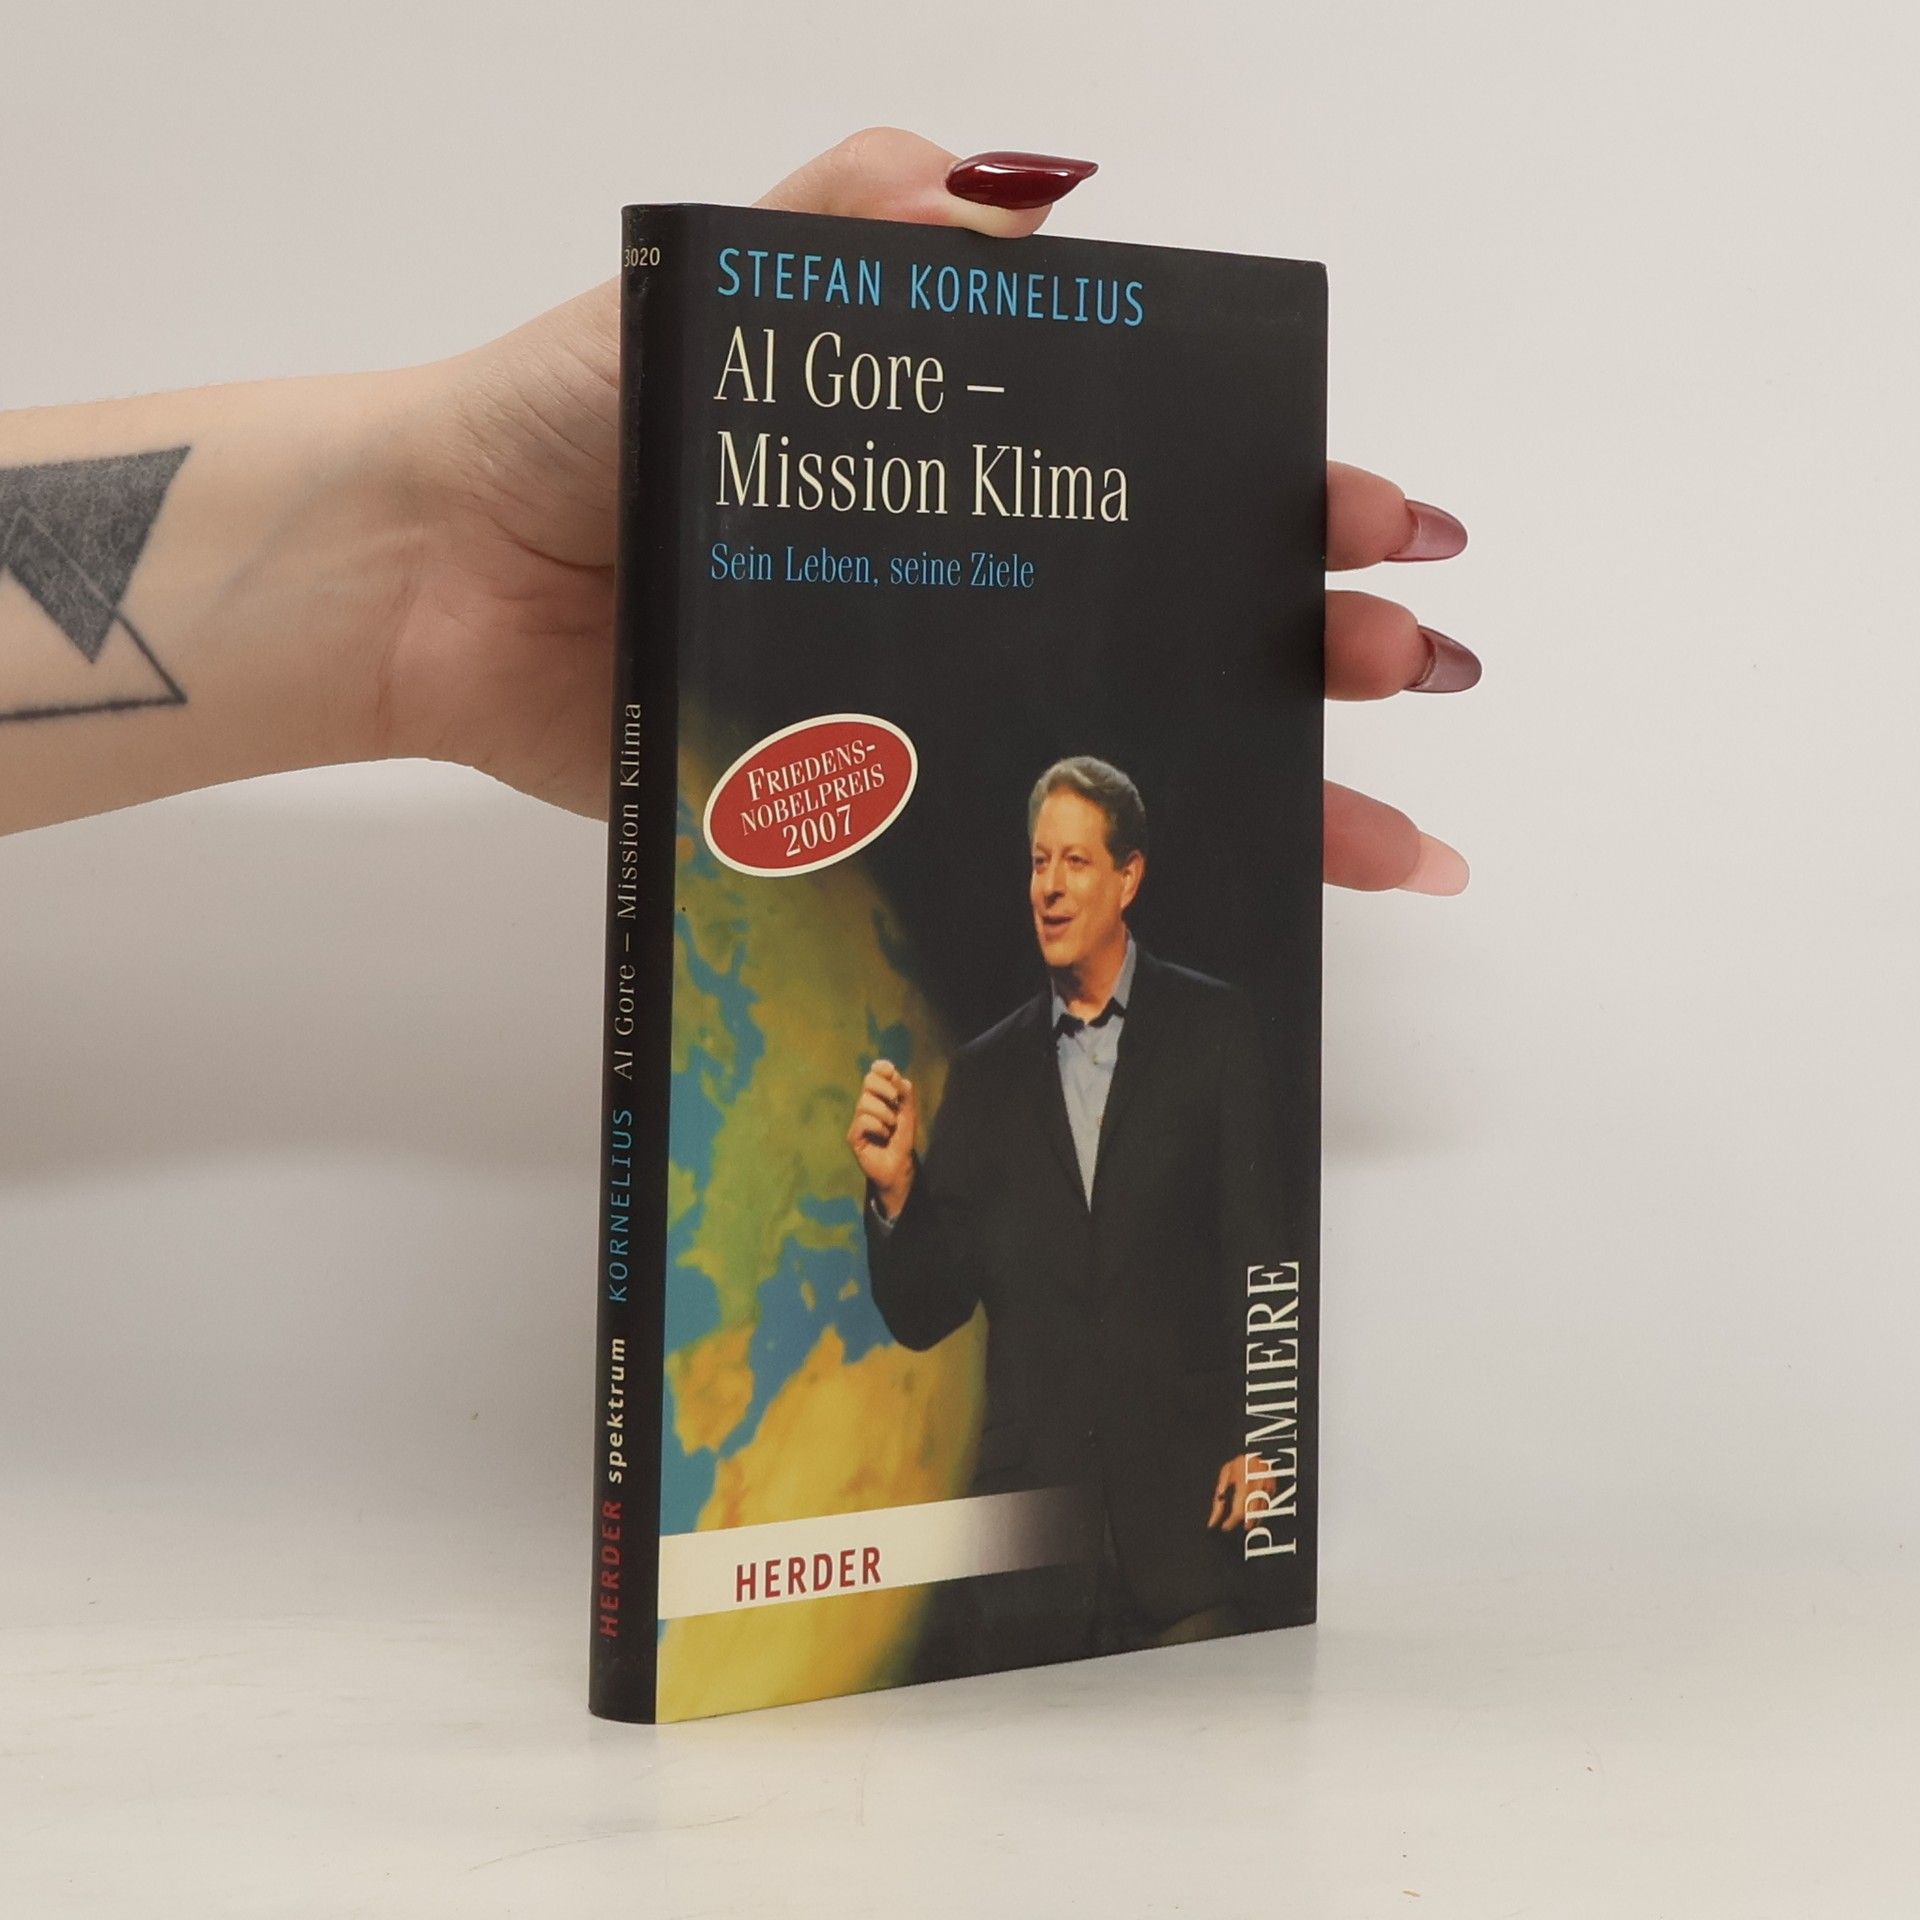 3020
STEFAN KORNELIUS
Al Gore –
Mission Klima
Sein Leben, seine Ziele
FRIEDENS-
NOBELPREIS
2007
PREMIERE
HERDER
HERDER spektrum KORNELIUS Al Gore – Mission Klima